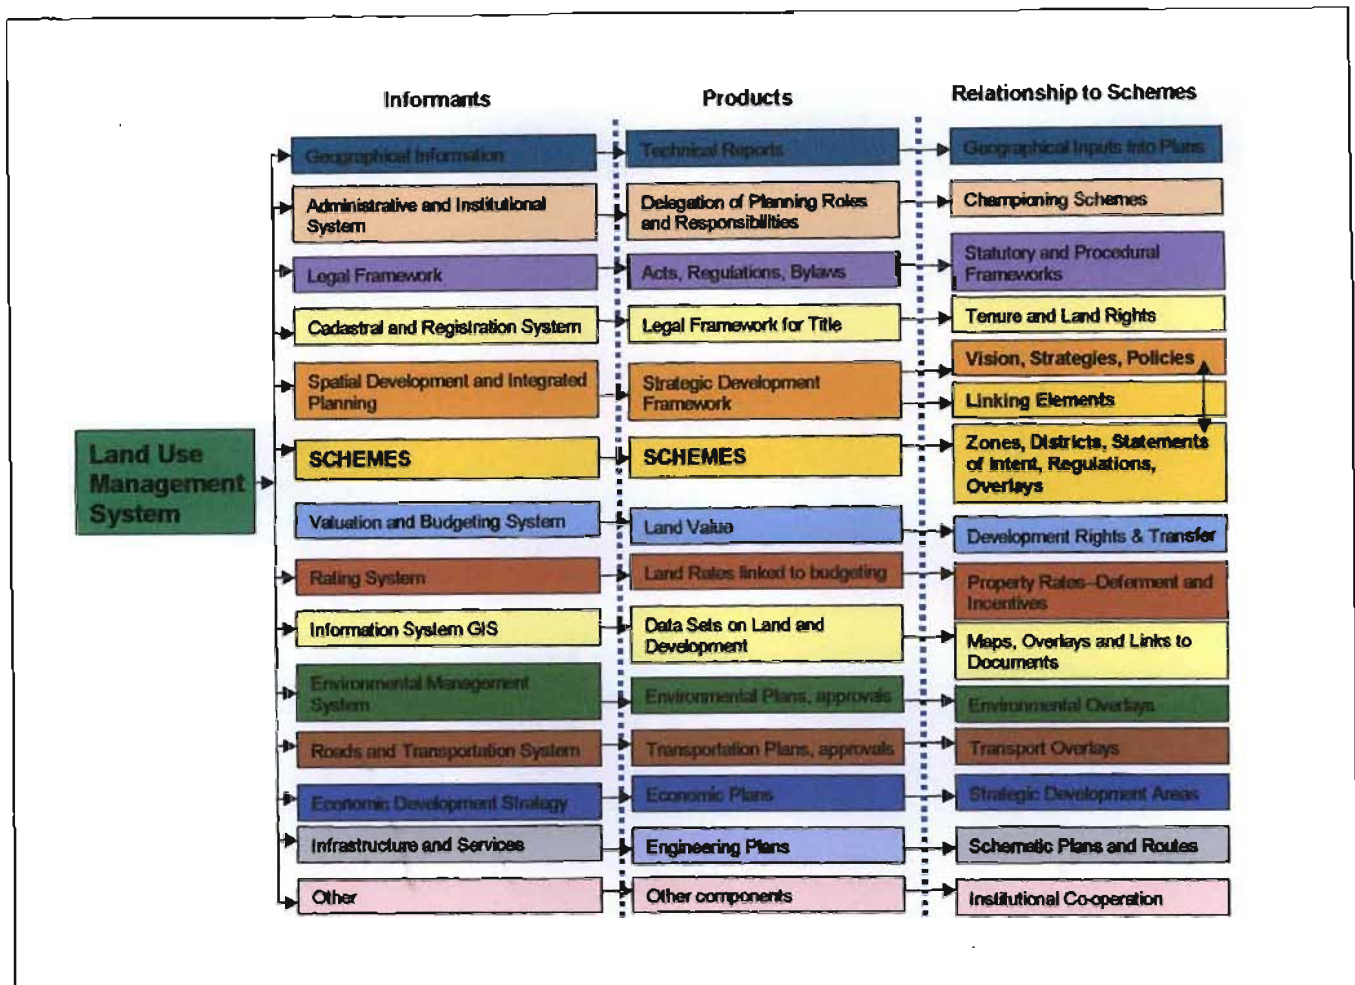 Informants
Products
Relationship to Schemes
Land Use
Management
System
Geographical Information
Technical Reports
Geographical Inputs Into Plans
Administrative and Institutional
System
Delegation of Planning Roles
and Responsibilities
Championing Schemes
Legal Framework
Acts, Regulations, Bylaws
Statutory and Procedural
Frameworks
Cadastral and Registration System
Legal Framework for Title
Tenure and Land Rights
Spatial Development and Integrated
Planning
Strategic Development
Framework
Vision, Strategies, Policies
Linking Elements
SCHEMES
SCHEMES
Zones, Districts, Statements
of Intent, Regulations,
Overlays
Valuation and Budgeting System
Land Value
Development Rights & Transfer
Rating System
Land Rates linked to budgeting
Property Rates–Deferment and
Incentives
Information System GIS
Data Sets on Land and
Development
Maps, Overlays and Links to
Documents
Environmental Management
System
Environmental Plans, approvals
Environmental Overlays
Roads and Transportation System
Transportation Plans, approvals
Transport Overlays
Economic Development Strategy
Economic Plans
Strategic Development Areas
Infrastructure and Services
Engineering Plans
Schematic Plans and Routes
Other
Other components
Institutional Co-operation